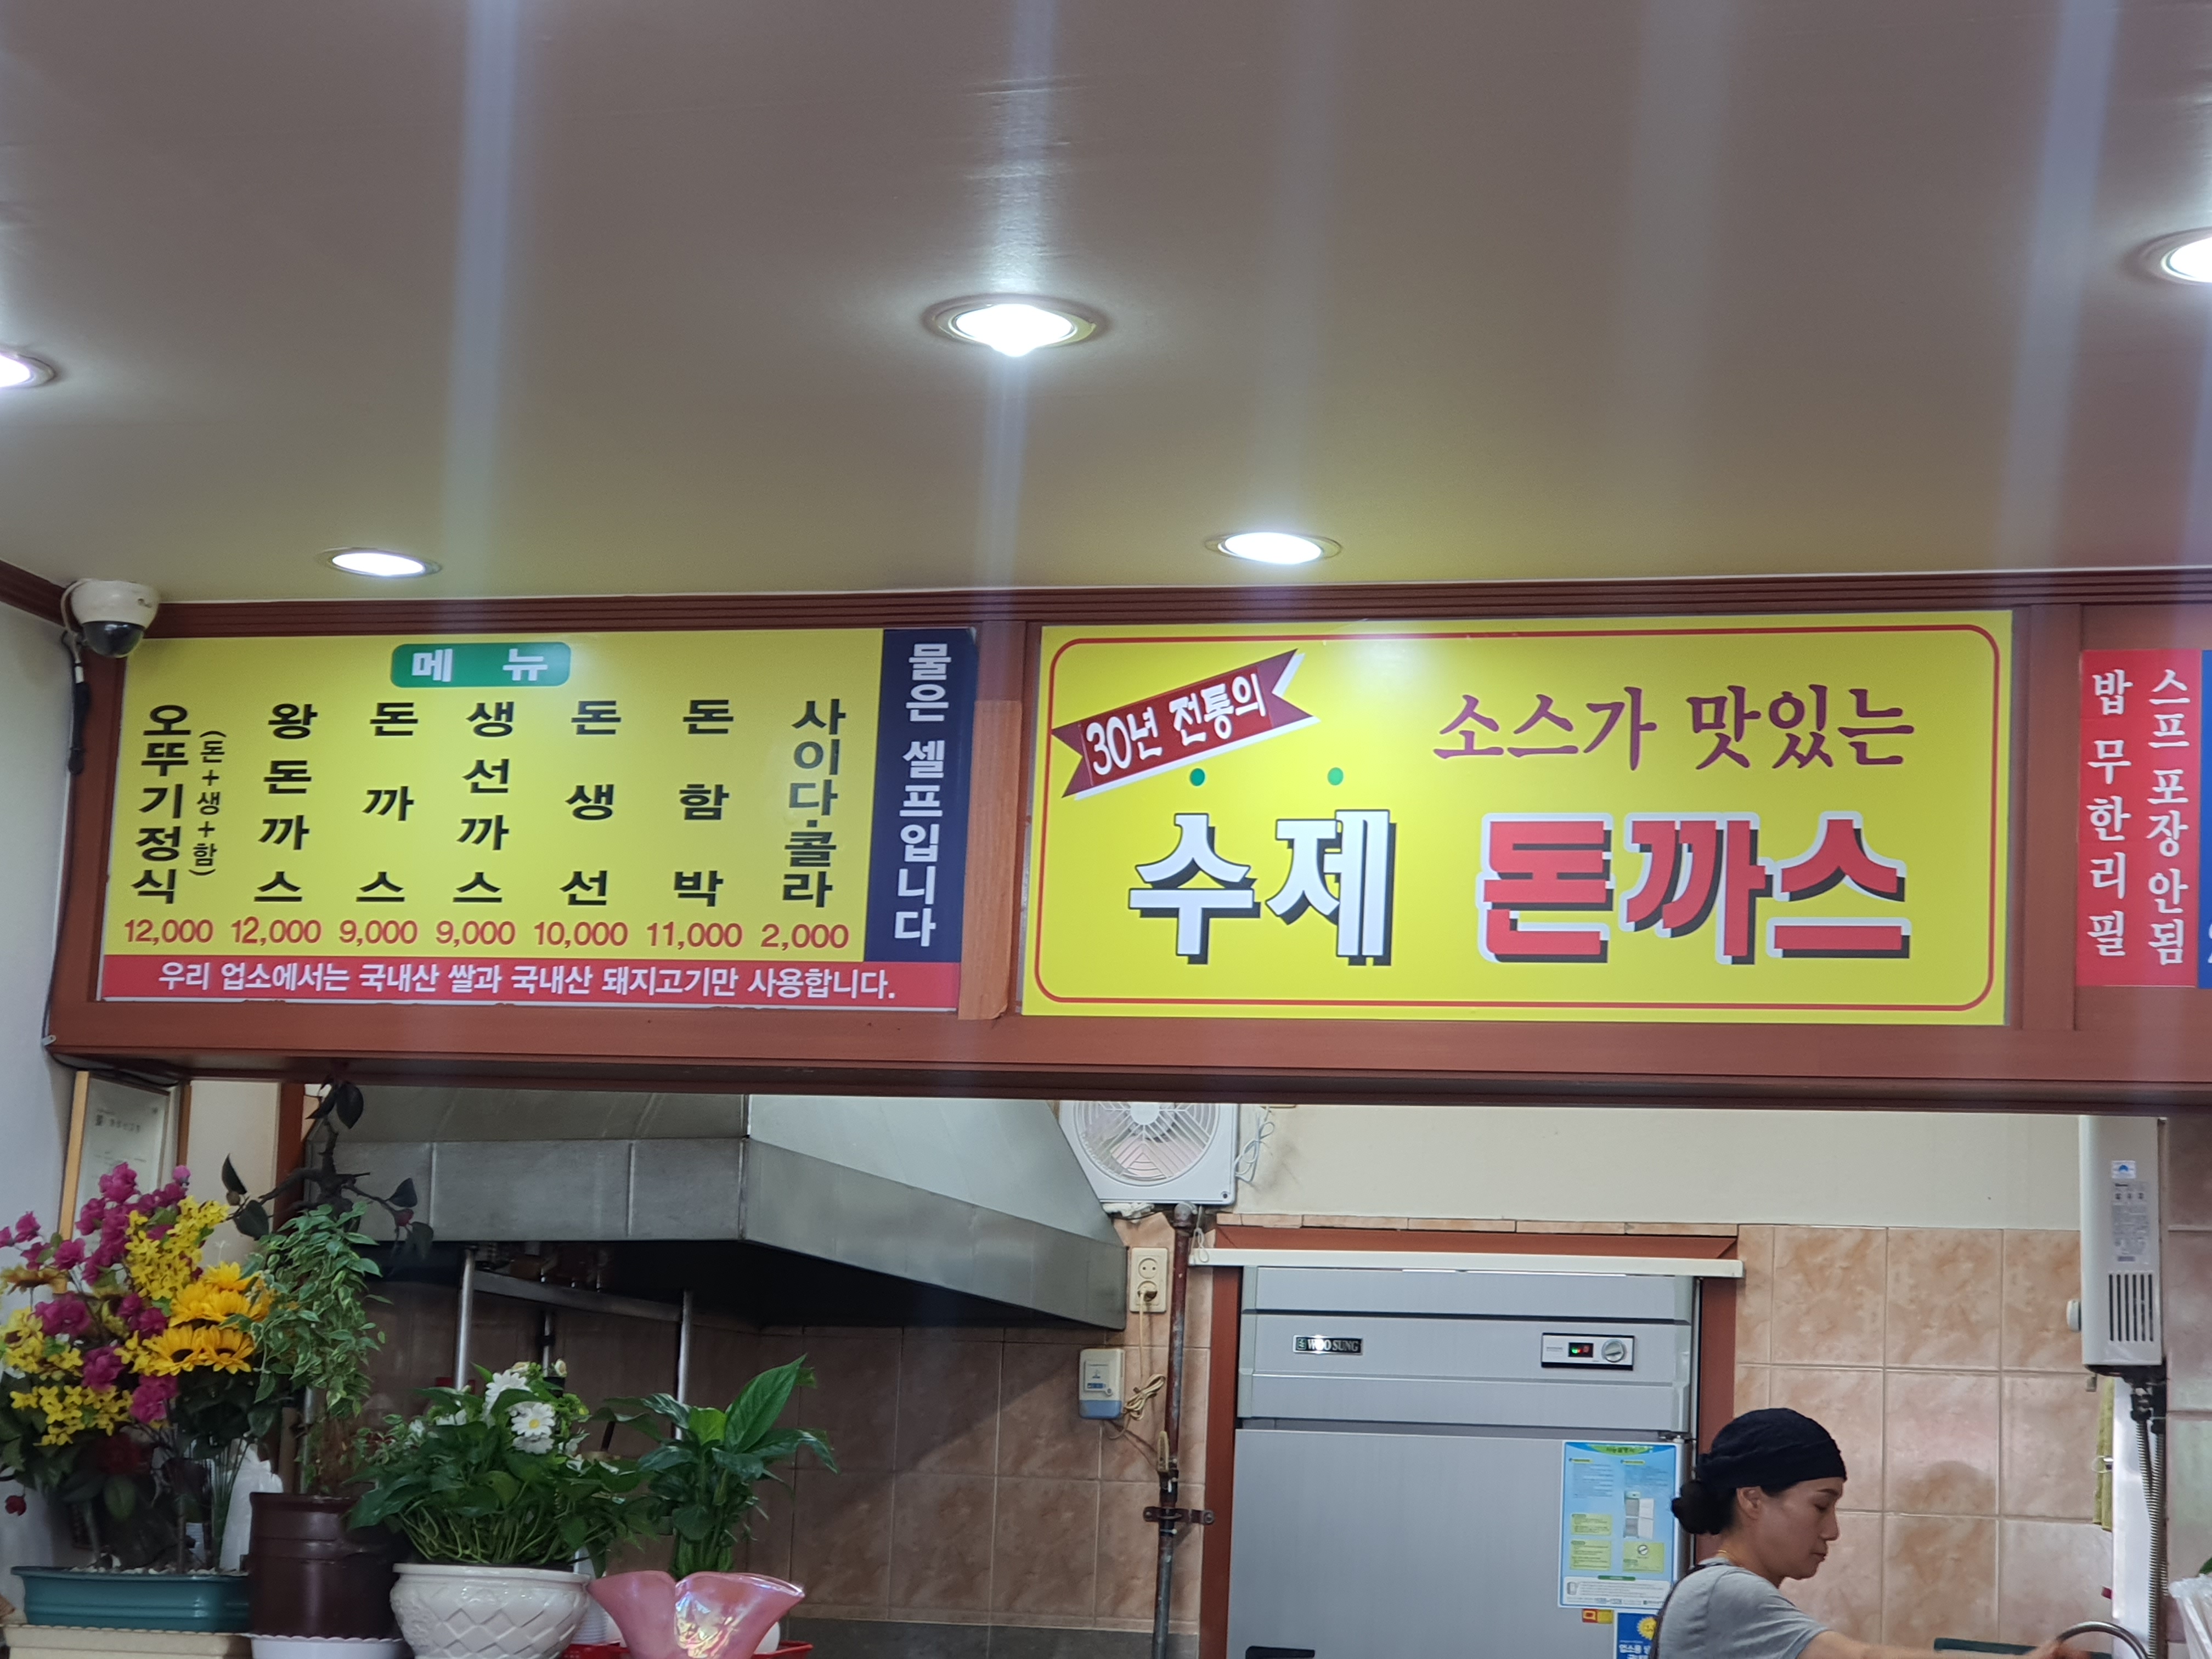 메 뉴
오뚜기정식
(돈+생+함)
12,000
왕돈까스
12,000
돈까스
9,000
생선까스
9,000
돈생선
10,000
돈함박
11,000
사이다·콜라
2,000
물은 셀프입니다
우리 업소에서는 국내산 쌀과 국내산 돼지고기만 사용합니다.
30년 전통의
소스가 맛있는
수제 돈까스
스프 포장안됨
밥 무한리필
WOOSUNG